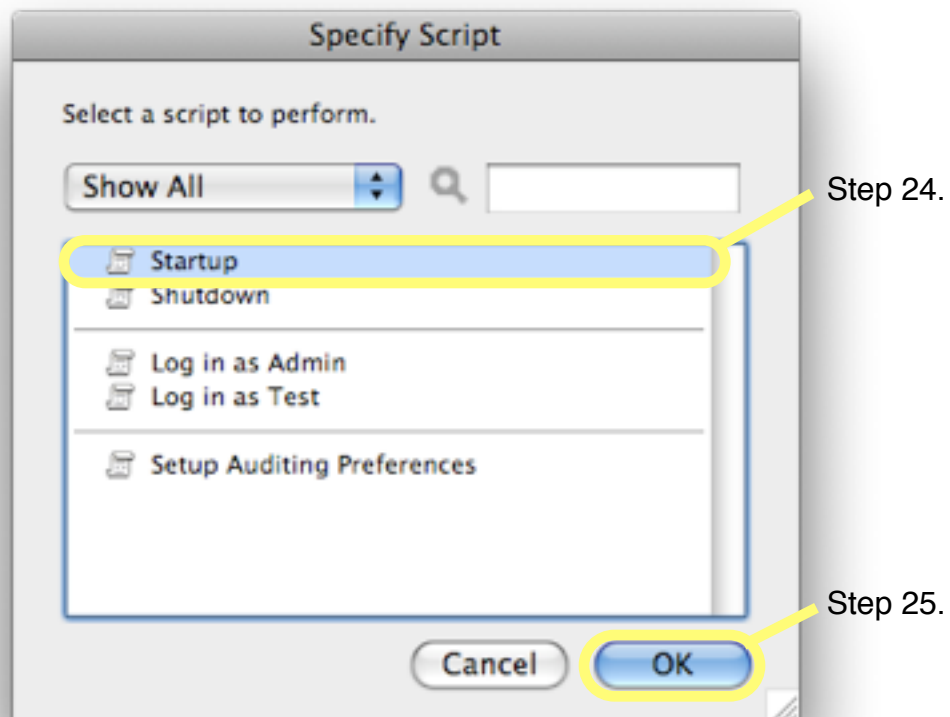 Specify Script
Select a script to perform.
Show All
Step 24.
Startup
Shutdown
Log in as Admin
Log in as Test
Setup Auditing Preferences
Step 25.
Cancel
OK